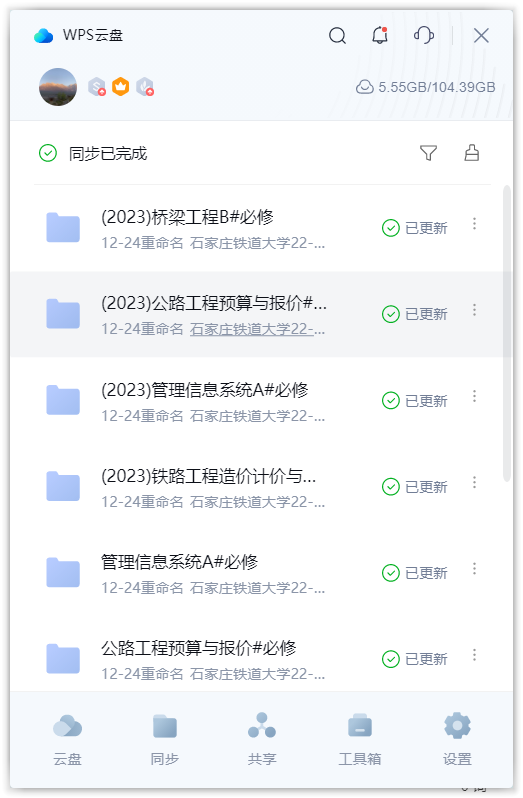 WPS云盘
5.55GB/104.39GB
同步已完成
(2023)桥梁工程B#必修
12-24重命名 石家庄铁道大学22-...
已更新
(2023)公路工程预算与报价#...
12-24重命名 石家庄铁道大学22-...
已更新
(2023)管理信息系统A#必修
12-24重命名 石家庄铁道大学22-...
已更新
(2023)铁路工程造价计价与...
12-24重命名 石家庄铁道大学22-...
已更新
管理信息系统A#必修
12-24重命名 石家庄铁道大学22-...
已更新
公路工程预算与报价#必修
12-24重命名 石家庄铁道大学22-...
已更新
云盘
同步
共享
工具箱
设置